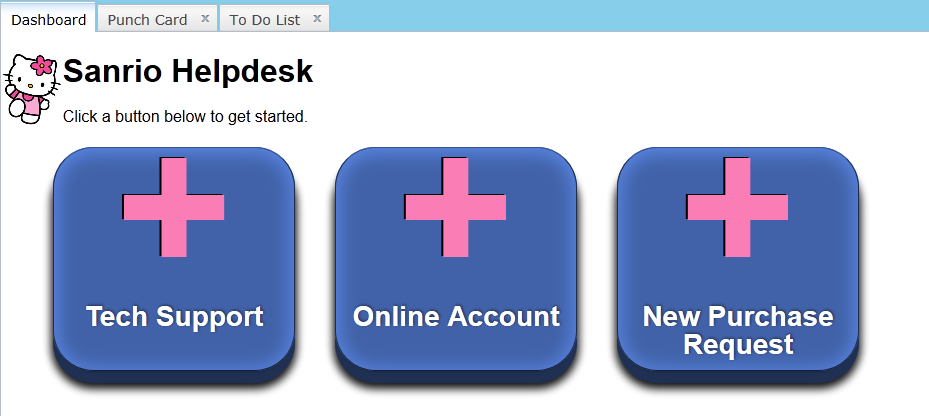 Dashboard
Punch Card
To Do List
Sanrio Helpdesk
Click a button below to get started.
Tech Support
Online Account
New Purchase
Request